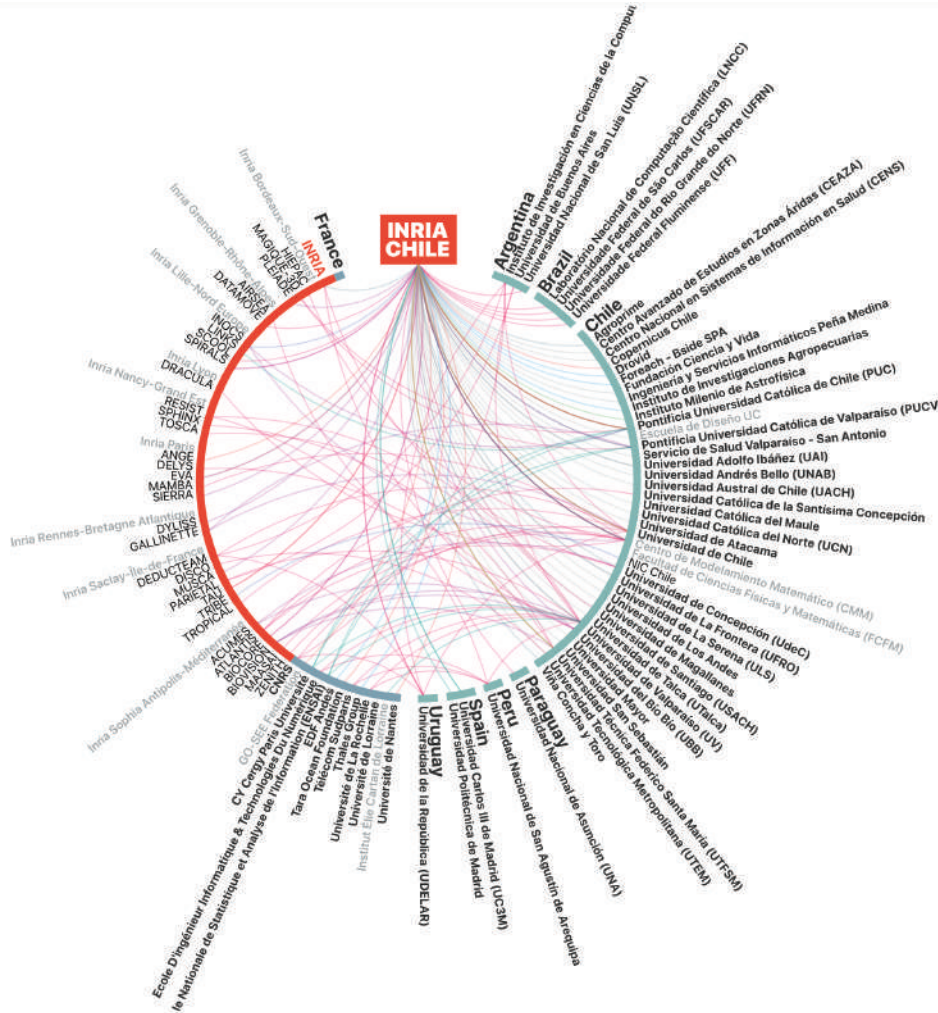 INRIA
CHILE
Argentina
Instituto de Investigación en Ciencias de la Compu
Universidad de Buenos Aires
Universidad Nacional de San Luis (UNSL)
Brazil
Laboratório Nacional de Computação Científica (LNCC)
Universidade Federal de São Carlos (UFSCAR)
Universidade Federal do Rio Grande do Norte (UFRN)
Universidade Federal Fluminense (UFF)
Chile
Agroprime
Centro Avanzado de Estudios en Zonas Áridas (CEAZA)
Centro Nacional en Sistemas de Información en Salud (CENS)
Copernicus Chile
Drovid
Foreach - Bside SPA
Fundación Ciencia y Vida
Ingenieria y Servicios Informáticos Peña Medina
Instituto de Investigaciones Agropecuarias
Instituto Milenio de Astrofísica
Pontificia Universidad Católica de Chile (PUC)
Escuela de Diseño UC
Pontificia Universidad Católica de Valparaíso (PUCV
Servicio de Salud Valparaíso - San Antonio
Universidad Adolfo Ibáñez (UAI)
Universidad Andrés Bello (UNAB)
Universidad Austral de Chile (UACH)
Universidad Católica de la Santísima Concepción
Universidad Católica del Maule
Universidad Católica del Norte (UCN)
Universidad de Atacama
Universidad de Chile
Centro de Modelamiento Matemático (CMM)
Facultad de Ciencias Físicas y Matemáticas (FCFM)
NIC Chile
Universidad de Concepción (UdeC)
Universidad de La Frontera (UFRO)
Universidad de La Serena (ULS)
Universidad de Los Andes
Universidad de Magallanes
Universidad de Santiago (USACH)
Universidad de Talca (UTalca)
Universidad de Valparaíso (UV)
Universidad del Bío Bío (UBB)
Universidad Mayor
Universidad San Sebastián
Universidad Técnica Federico Santa María (UTFSM)
Universidad Tecnológica Metropolitana (UTEM)
Viña Concha y Toro
Paraguay
Universidad Nacional de Asunción (UNA)
Peru
Universidad Nacional de San Agustín de Arequipa
Spain
Universidad Carlos III de Madrid (UC3M)
Universidad Politécnica de Madrid
Uruguay
Universidad de la República (UDELAR)
France
INRIA
Inria Bordeaux-Sud-Ouest
HIEPAC
MAGIQUE 3D
PLEIADE
Inria Grenoble-Rhône Alpes
AIRSEA
DATAMOVE
Inria Lille-Nord Europe
INOCS
LINKS
SCOOL
SPIRALS
Inria Lyon
DRACULA
Inria Nancy-Grand Est
RESIST
SPHINX
TOSCA
Inria Paris
ANGE
DELYS
EVA
MAMBA
SIERRA
Inria Rennes-Bretagne Atlantique
DYLISS
GALLINETTE
Inria Saclay-Île-de-France
DEDUCTEAM
DISCO
MUSCA
PARIETAL
TAU
TRIBE
TROPICAL
Inria Sophia Antipolis-Méditerranée
ACUMES
BIOCORE
BIOVISION
ZENITH
CNRS
GO-SEE Federation
CY Cergy Paris Université
Ecole D'ingénieur Informatique & Technologies Du Numérique
le Nationale de Statistique et Analyse de l'Information (ENSAI)
EDF
Tara Ocean Foundation
Télécom Sudparis
Thales Group
Université de La Rochelle
Université de Lorraine
Institut Élie Cartan de Lorraine
Université de Nantes